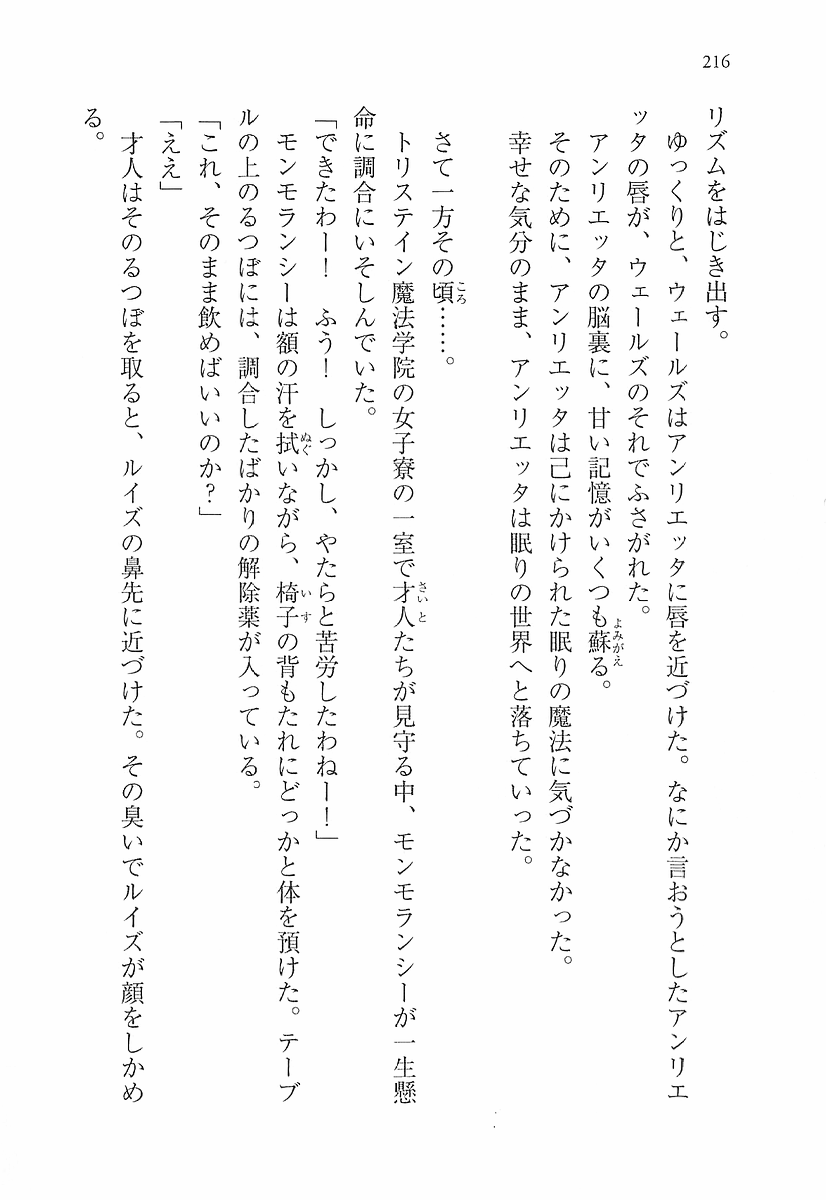 216
リズムをはじき出す。
　ゆっくりと、ウェールズはアンリエッタに唇を近づけた。なにか言おうとしたアンリエ
ッタの唇が、ウェールズのそれでふさがれた。
　アンリエッタの脳裏に、甘い記憶がいくつも蘇る。
　そのために、アンリエッタは己にかけられた眠りの魔法に気づかなかった。
　幸せな気分のまま、アンリエッタは眠りの世界へと落ちていった。
　さて一方その頃……。
　トリステイン魔法学院の女子寮の一室で才人たちが見守る中、モンモランシーが一生懸
命に調合にいそしんでいた。
「できたわー！　ふう！　しっかし、やたらと苦労したわねー！」
　モンモランシーは額の汗を拭いながら、椅子の背もたれにどっかと体を預けた。テーブ
ルの上のるつぼには、調合したばかりの解除薬が入っている。
「これ、そのまま飲めばいいのか？」
「ええ」
　才人はそのるつぼを取ると、ルイズの鼻先に近づけた。その臭いでルイズが顔をしかめ
る。